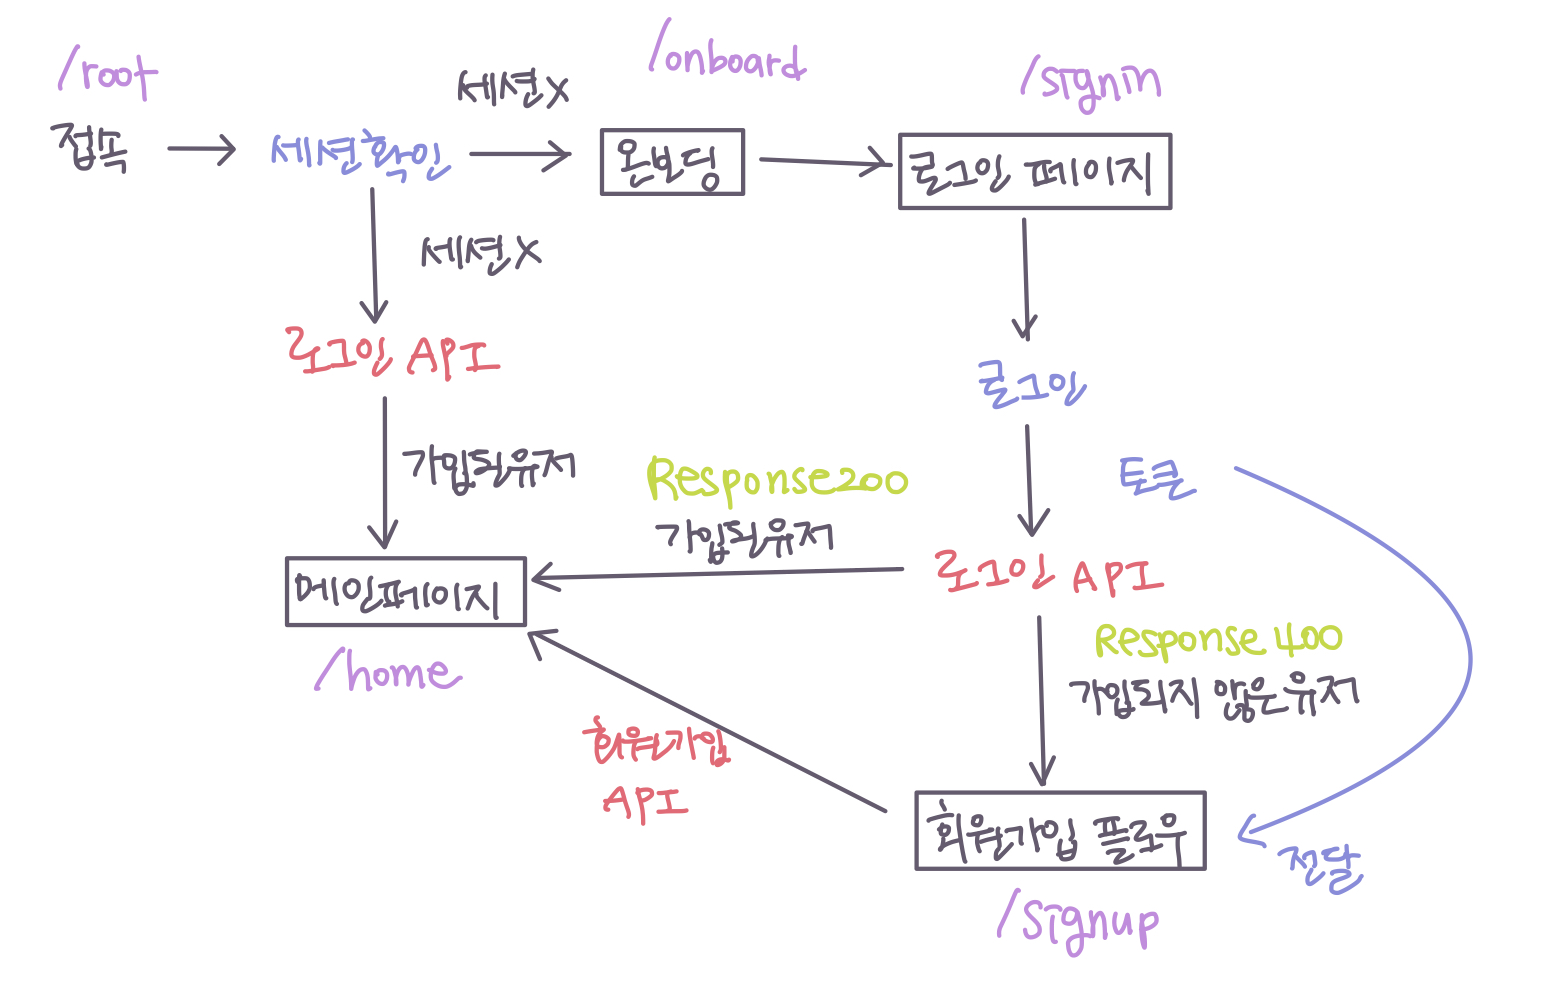 /root
접속
세션확인
세션X
/onboard
온보딩
/signin
로그인 페이지
세션X
로그인 API
가입된유저
Response200
가입된유저
메인페이지
/home
로그인
토큰
로그인 API
Response 400
가입되지 않은유저
회원가입
API
회원가입 플로우
전달
/signup